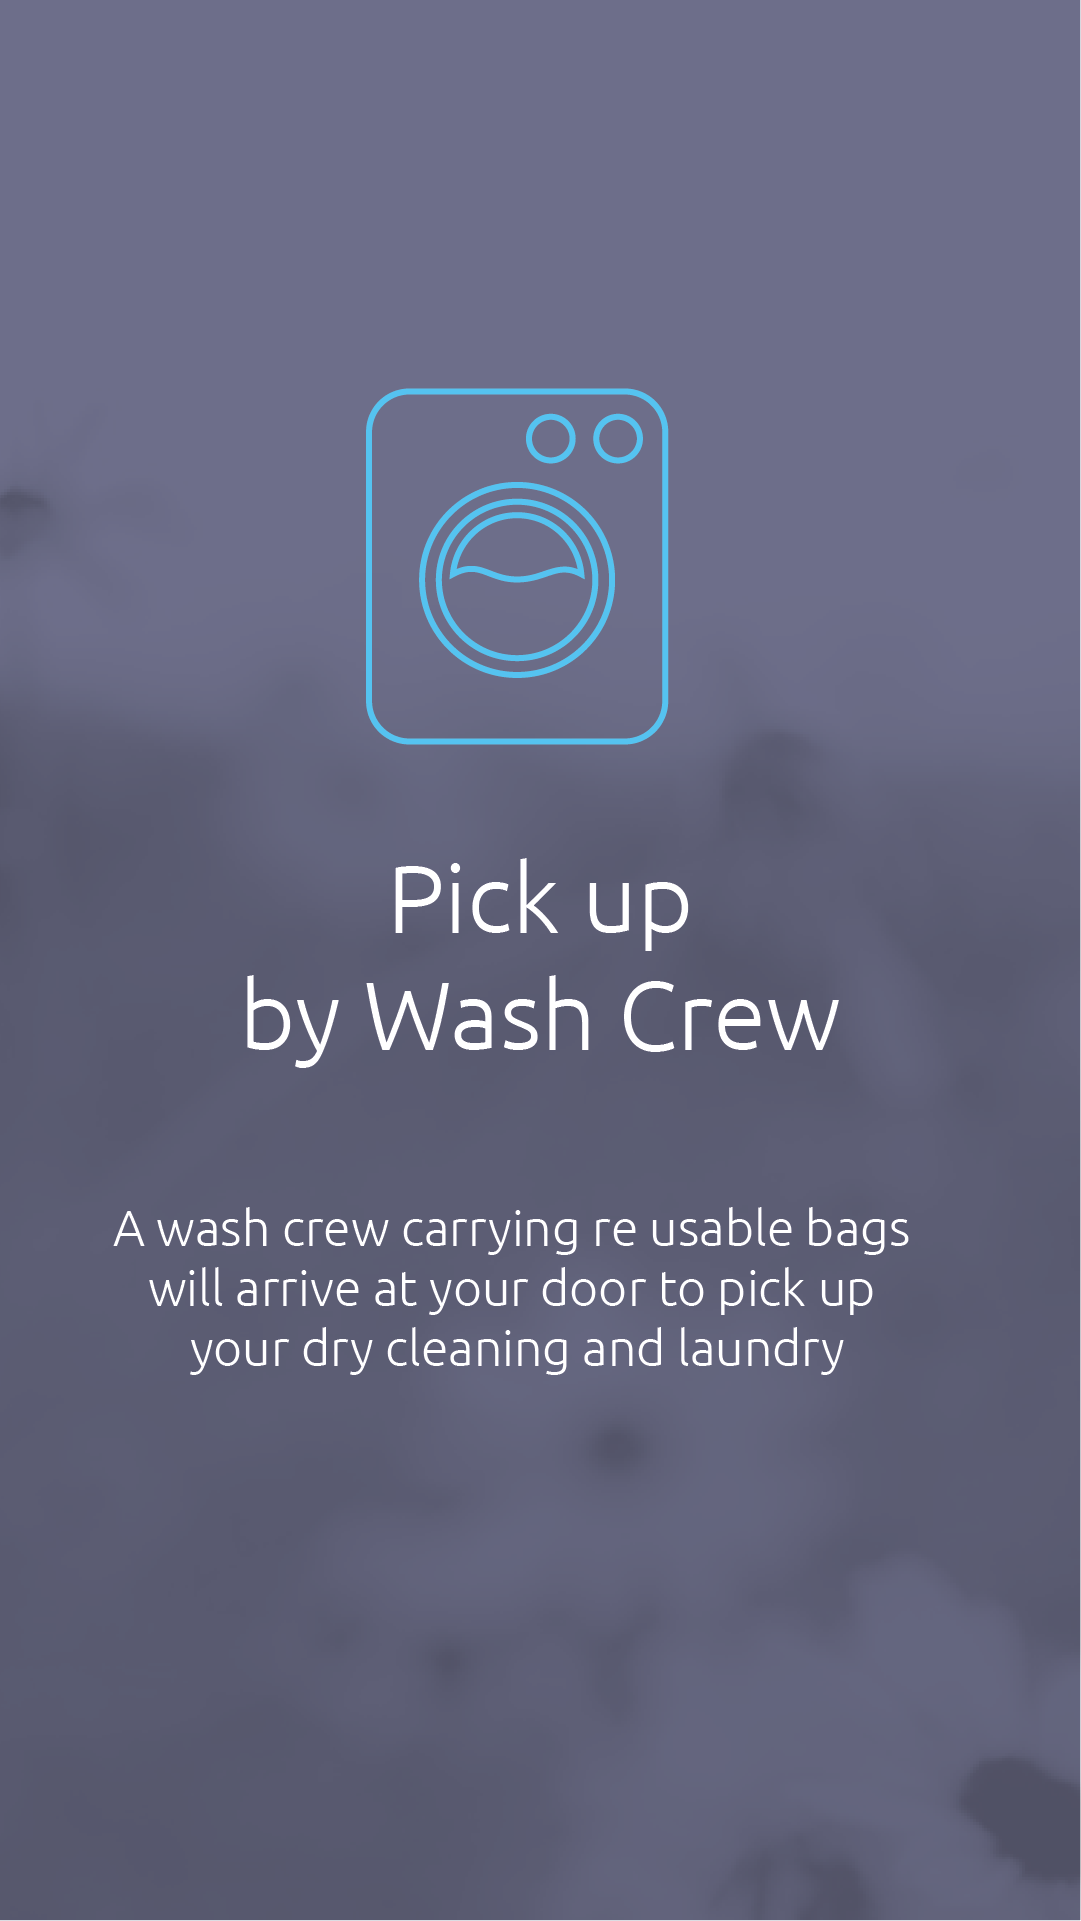 Pick up
by Wash Crew
A wash crew carrying re usable bags
will arrive at your door to pick up
your dry cleaning and laundry